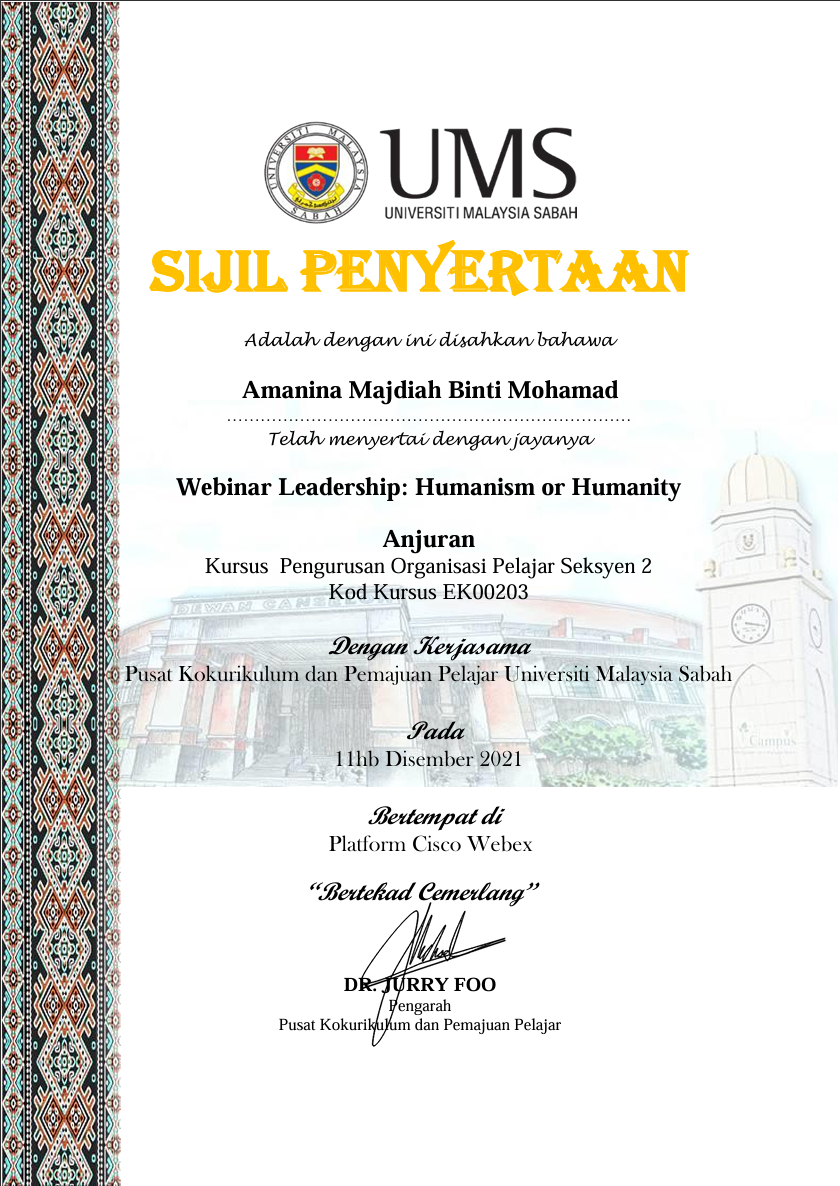 UNIVERSITI MALAYSIA
SABAH
UMS
UNIVERSITI MALAYSIA SABAH
SIJIL PENYERTAAN
Adalah dengan ini disahkan bahawa
Amanina Majdiah Binti Mohamad
Telah menyertai dengan jayanya
Webinar Leadership: Humanism or Humanity
Anjuran
Kursus Pengurusan Organisasi Pelajar Seksyen 2
Kod Kursus EK00203
DEWAN CANSELOR
Dengan Kerjasama
Pusat Kokurikulum dan Pemajuan Pelajar Universiti Malaysia Sabah
Pada
Campus
11hb Disember 2021
Bertempat di
Platform Cisco Webex
“Bertekad Cemerlang”
DR. JURRY FOO
Pengarah
Pusat Kokurikulum dan Pemajuan Pelajar